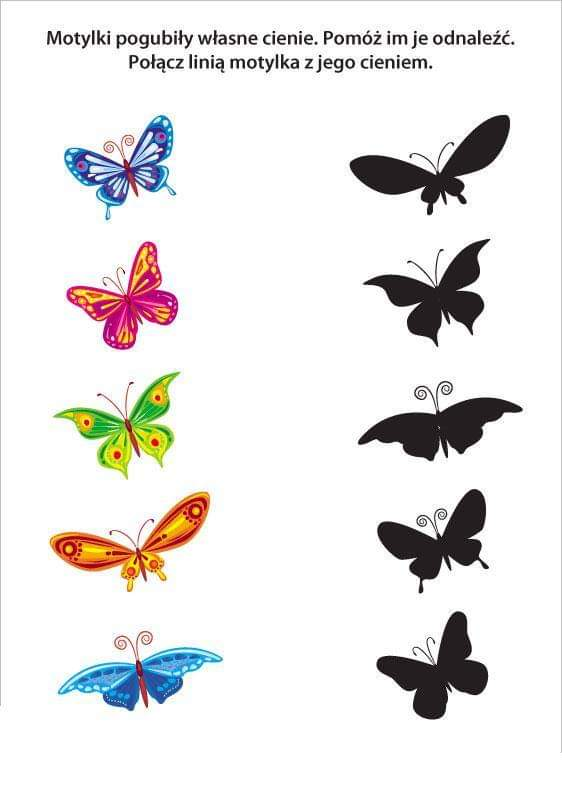 Motylki pogubiły własne cienie. Pomóż im je odnaleźć.
Połącz linią motylka z jego cieniem.